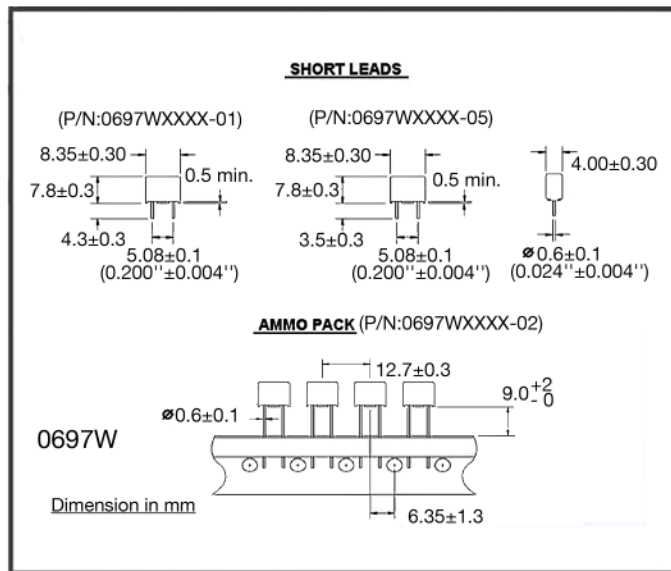 SHORT LEADS
(P/N:0697WXXXX-01)
(P/N:0697WXXXX-05)
8.35±0.30
8.35±0.30
4.00±0.30
7.8±0.3
0.5 min.
7.8±0.3
0.5 min.
4.3±0.3
3.5±0.3
5.08±0.1
(0.200''±0.004'')
5.08±0.1
(0.200''±0.004'')
ø0.6±0.1
(0.024''±0.004'')
AMMO PACK (P/N:0697WXXXX-02)
12.7±0.3
9.0+2
- 0
ø0.6±0.1
0697W
Dimension in mm
6.35±1.3